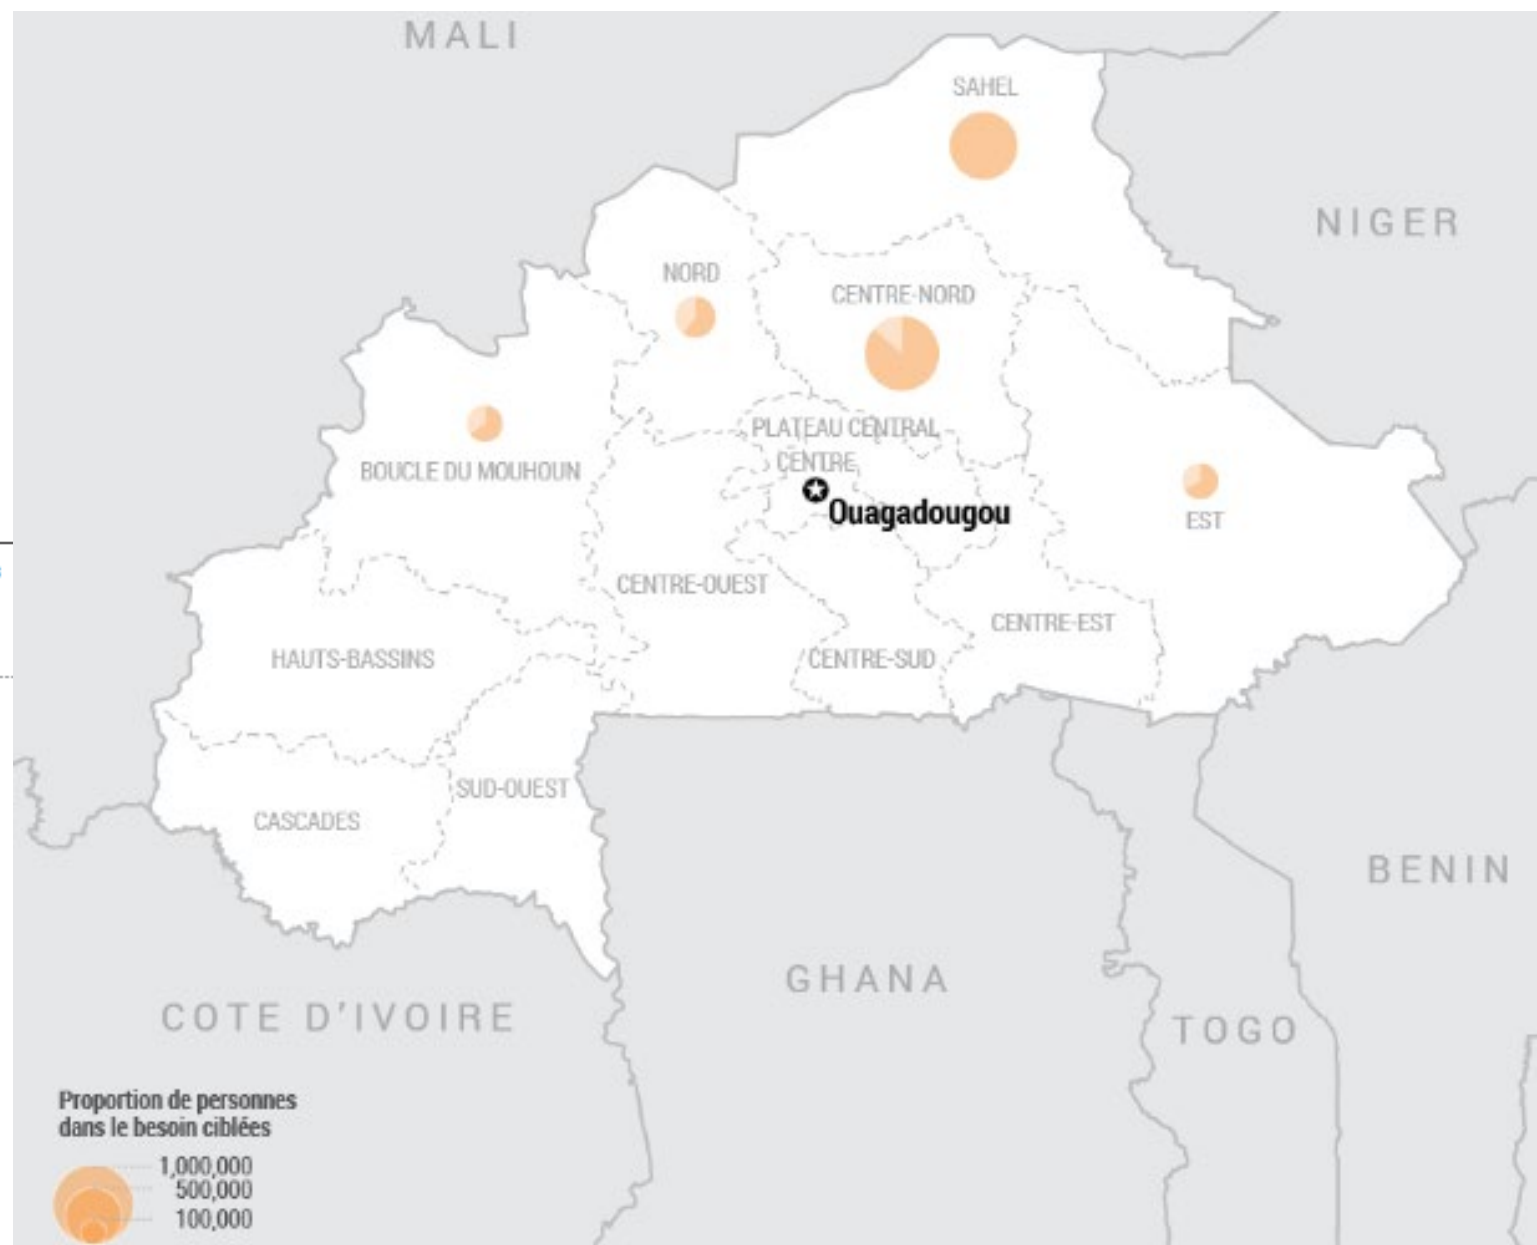 MALI
SAHEL
NIGER
NORD
CENTRE-NORD
PLATEAU CENTRAL
CENTRE
BOUCLE DU MOUHOUN
Ouagadougou
EST
CENTRE-OUEST
CENTRE-EST
HAUTS-BASSINS
CENTRE-SUD
SUD-OUEST
CASCADES
BENIN
GHANA
COTE D'IVOIRE
TOGO
Proportion de personnes
dans le besoin ciblées
1,000,000
500,000
100,000